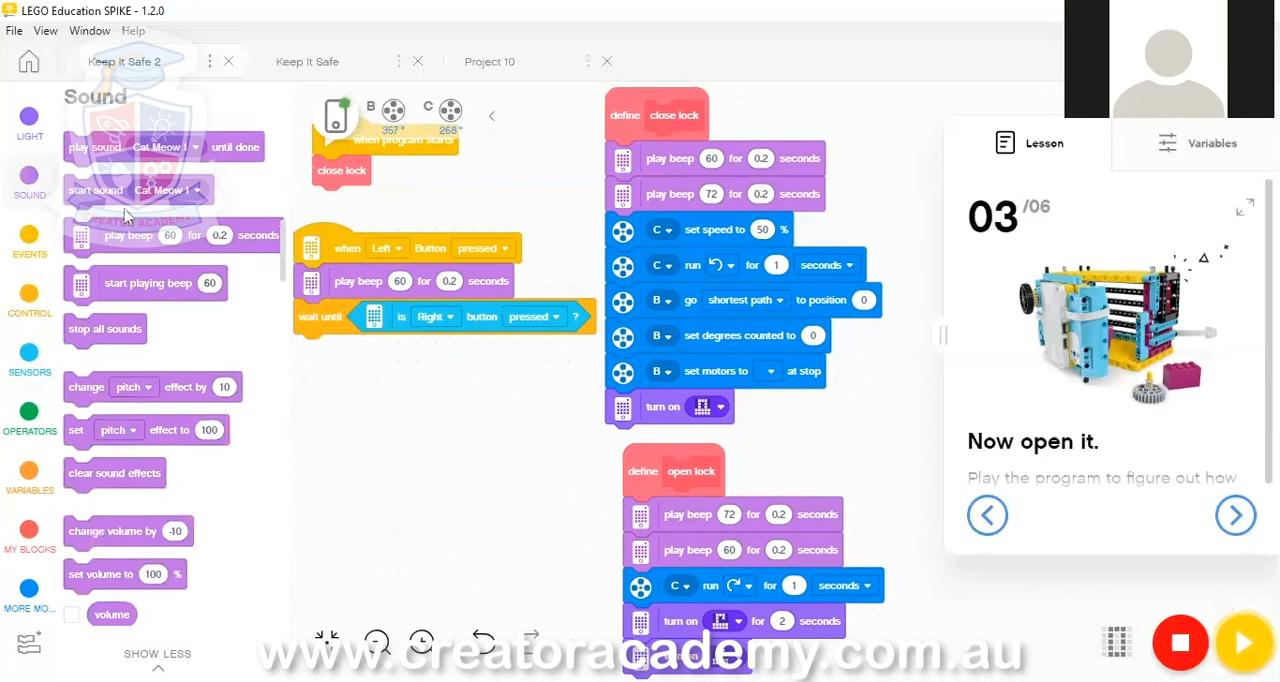 LEGO Education SPIKE - 1.2.0
File View Window Help
Keep It Safe 2
Keep It Safe
Project 10
Sound
LIGHT
SOUND
EVENTS
CONTROL
SENSORS
OPERATORS
VARIABLES
MY BLOCKS
MORE MO...
play sound Cat Meow 1 until done
start sound Cat Meow 1
CREATOR ACADEMY
play beep 60 for 0.2 seconds
start playing beep 60
stop all sounds
change pitch effect by 10
set pitch effect to 100
clear sound effects
change volume by -10
set volume to 100 %
volume
SHOW LESS
B C
357° 268°
when program starts
close lock
when Left Button pressed
play beep 60 for 0.2 seconds
wait until is Right button pressed ?
define close lock
play beep 60 for 0.2 seconds
play beep 72 for 0.2 seconds
C set speed to 50 %
C run for 1 seconds
B go shortest path to position 0
B set degrees counted to 0
B set motors to at stop
turn on
define open lock
play beep 72 for 0.2 seconds
play beep 60 for 0.2 seconds
C run for 1 seconds
turn on for 2 seconds
Lesson
Variables
03 /06
Now open it.
Play the program to figure out how
www.creatoracademy.com.au